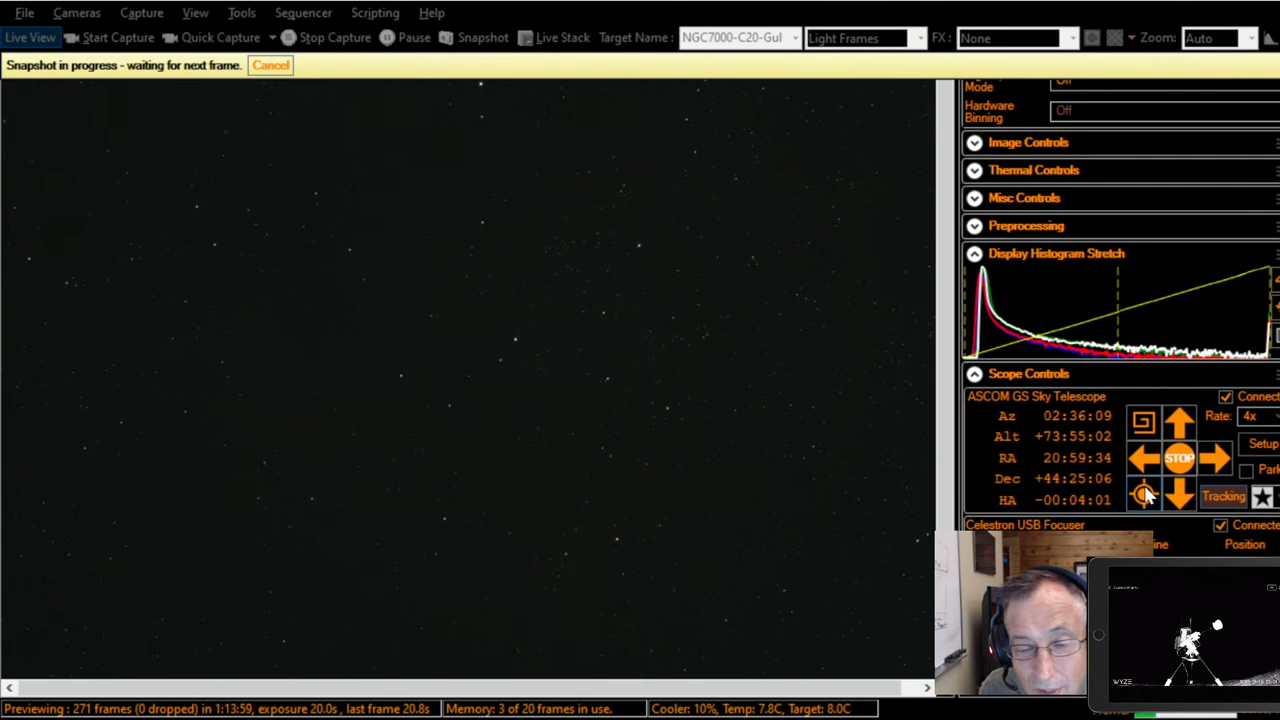 File Cameras Capture View Tools Sequencer Scripting Help
Live View Start Capture Quick Capture Stop Capture Pause Snapshot Live Stack Target Name : NGC7000-C20-Gul Light Frames FX : None Zoom: Auto
Snapshot in progress - waiting for next frame. Cancel
Mode Off
Hardware
Binning Off
Image Controls
Thermal Controls
Misc Controls
Preprocessing
Display Histogram Stretch
Scope Controls
ASCOM GS Sky Telescope Connect
Az 02:36:09 Rate: 4x
Alt +73:55:02 Setup
RA 20:59:34 STOP Park
Dec +44:25:06
HA -00:04:01 Tracking
Celestron USB Focuser Connecte
Position
WYZE
Previewing : 271 frames (0 dropped) in 1:13:59, exposure 20.0s , last frame 20.8s Memory: 3 of 20 frames in use. Cooler: 10%, Temp: 7.8C, Target: 8.0C